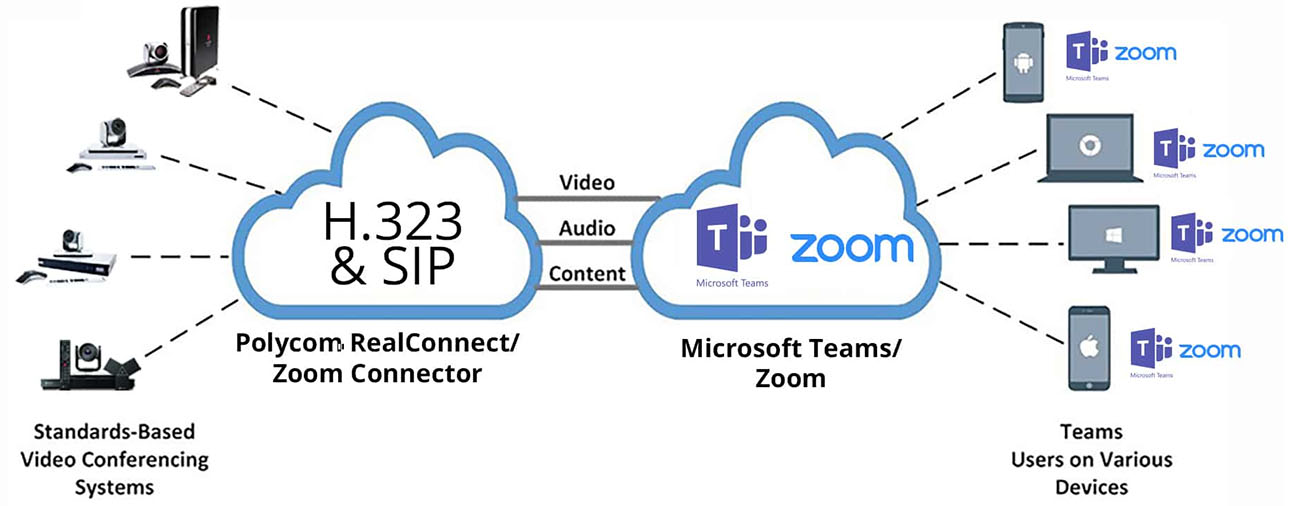 T Microsoft Teams
zoom
T Microsoft Teams
zoom
T Microsoft Teams
zoom
T Microsoft Teams
zoom
H.323
& SIP
Video
Audio
Content
T Microsoft Teams
zoom
Polycom RealConnect/
Zoom Connector
Microsoft Teams/
Zoom
Standards-Based
Video Conferencing
Systems
Teams
Users on Various
Devices